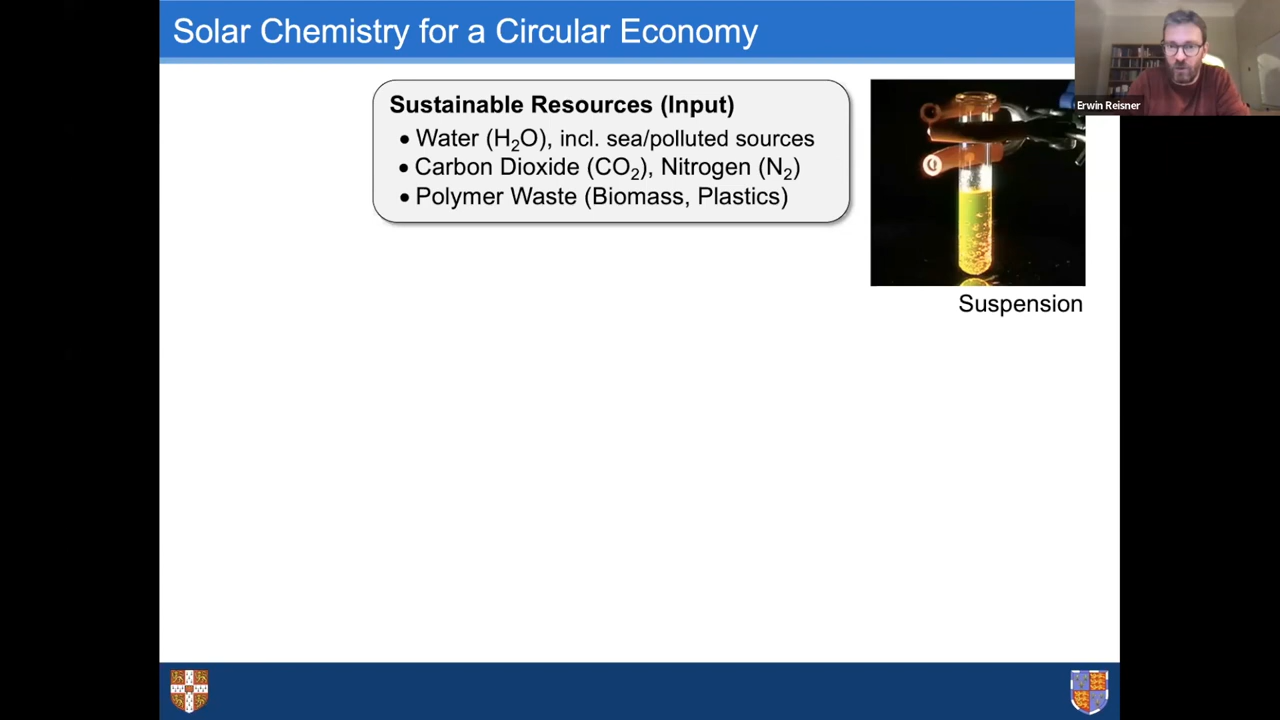 Solar Chemistry for a Circular Economy
Erwin Reisner
Sustainable Resources (Input)
• Water (H₂O), incl. sea/polluted sources
• Carbon Dioxide (CO₂), Nitrogen (N₂)
• Polymer Waste (Biomass, Plastics)
Suspension